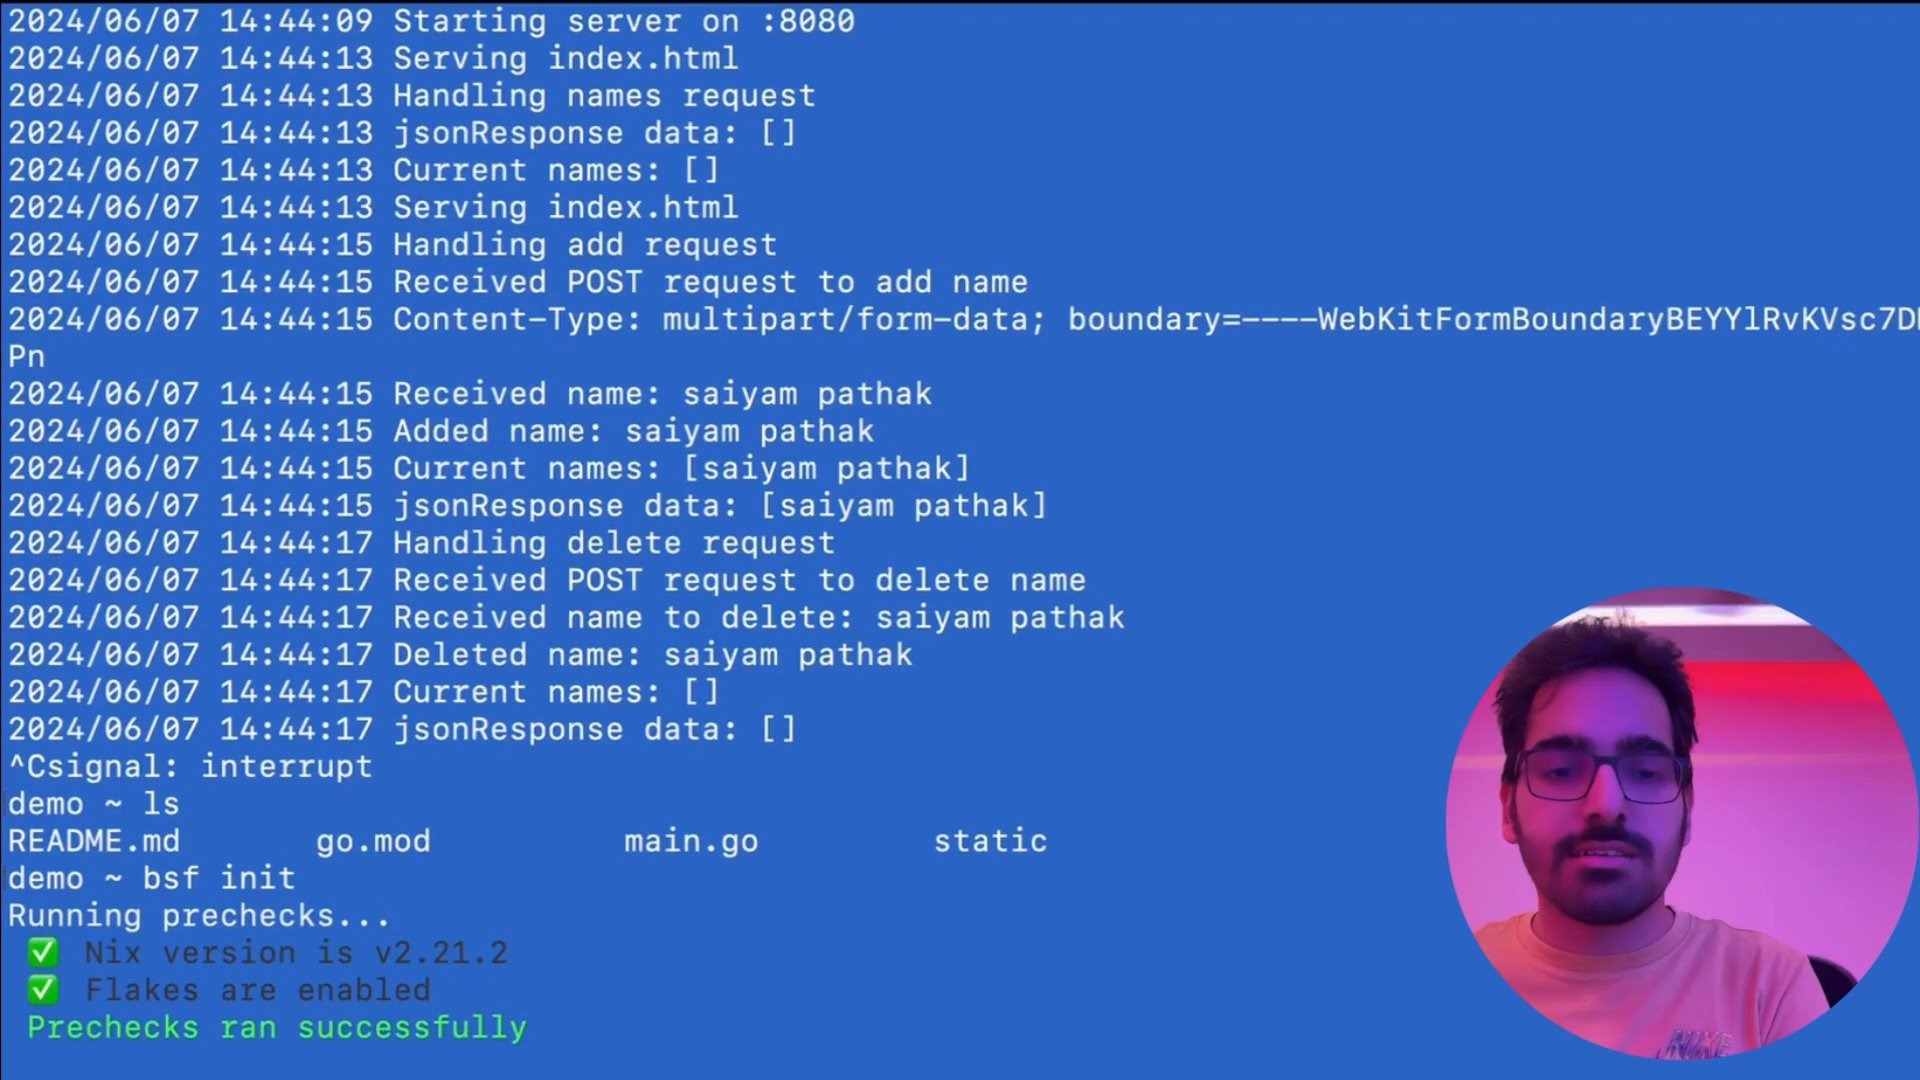 2024/06/07 14:44:09 Starting server on :8080
2024/06/07 14:44:13 Serving index.html
2024/06/07 14:44:13 Handling names request
2024/06/07 14:44:13 jsonResponse data: []
2024/06/07 14:44:13 Current names: []
2024/06/07 14:44:13 Serving index.html
2024/06/07 14:44:15 Handling add request
2024/06/07 14:44:15 Received POST request to add name
2024/06/07 14:44:15 Content-Type: multipart/form-data; boundary=----WebKitFormBoundaryBEYYlRvKVsc7D
Pn
2024/06/07 14:44:15 Received name: saiyam pathak
2024/06/07 14:44:15 Added name: saiyam pathak
2024/06/07 14:44:15 Current names: [saiyam pathak]
2024/06/07 14:44:15 jsonResponse data: [saiyam pathak]
2024/06/07 14:44:17 Handling delete request
2024/06/07 14:44:17 Received POST request to delete name
2024/06/07 14:44:17 Received name to delete: saiyam pathak
2024/06/07 14:44:17 Deleted name: saiyam pathak
2024/06/07 14:44:17 Current names: []
2024/06/07 14:44:17 jsonResponse data: []
^Csignal: interrupt
demo ~ ls
README.md go.mod main.go static
demo ~ bsf init
Running prechecks...
✅ Nix version is v2.21.2
✅ Flakes are enabled
Prechecks ran successfully
NIKE